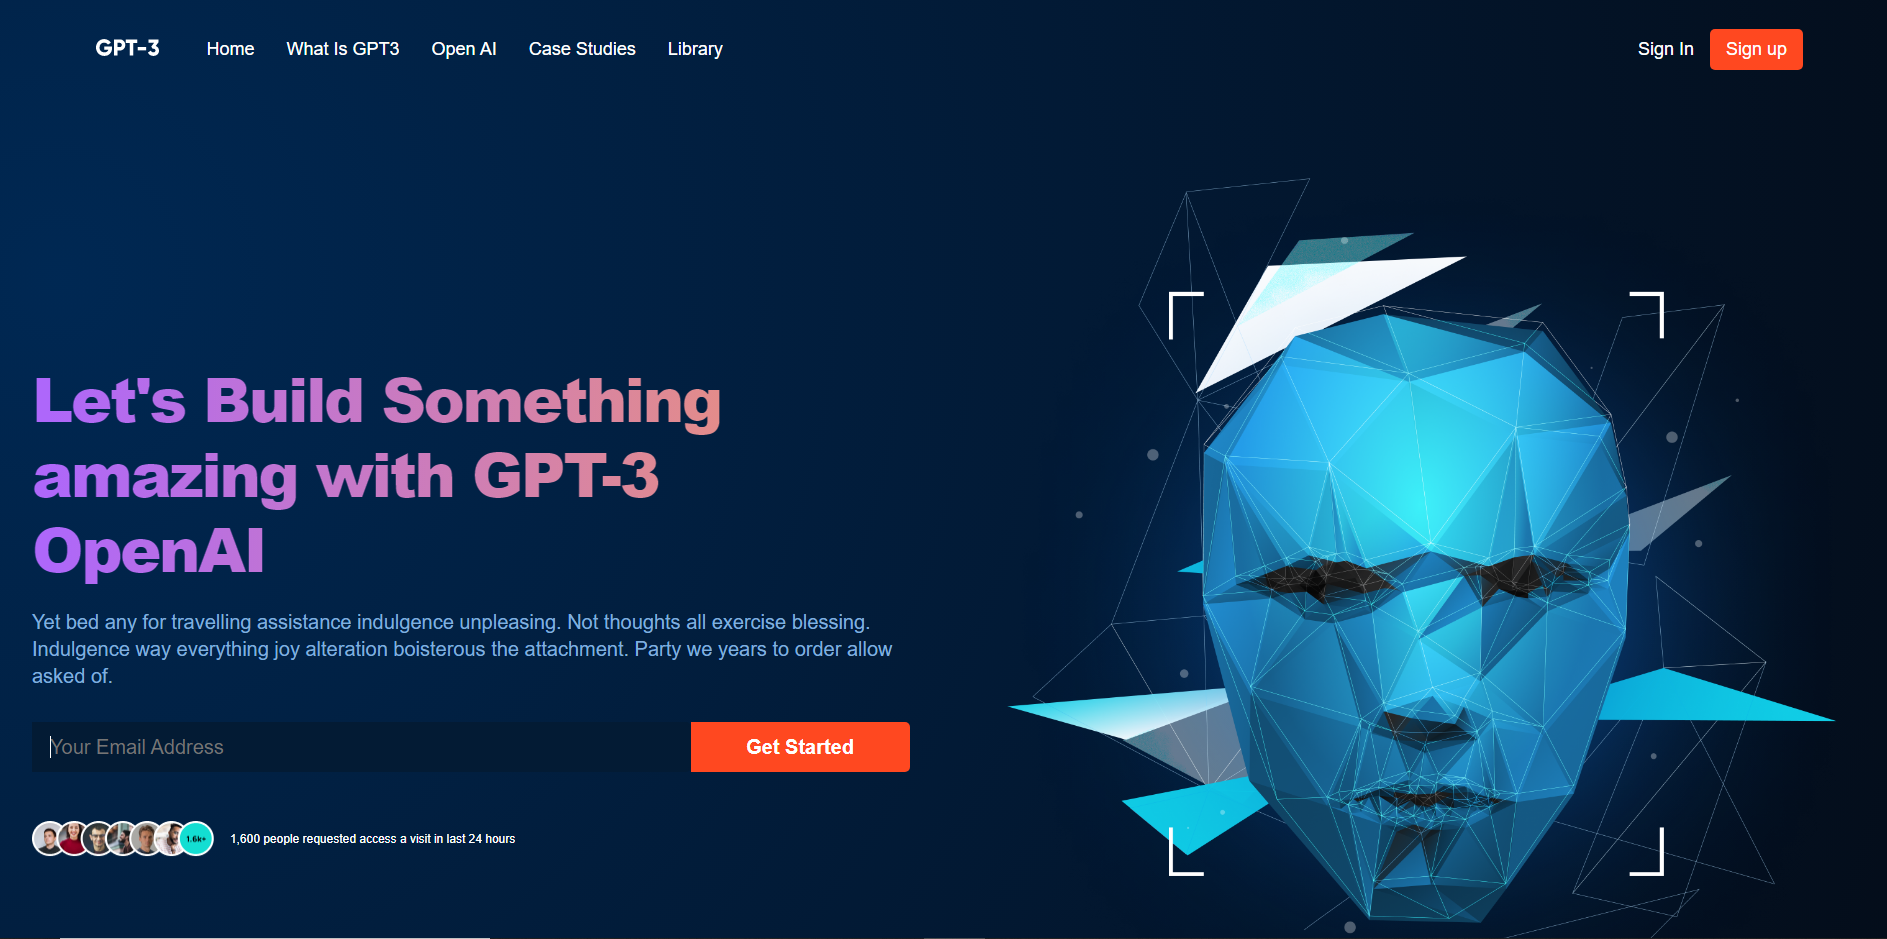 GPT-3 Home What Is GPT3 Open AI Case Studies Library Sign In Sign up
Let's Build Something
amazing with GPT-3
OpenAI
Yet bed any for travelling assistance indulgence unpleasing. Not thoughts all exercise blessing.
Indulgence way everything joy alteration boisterous the attachment. Party we years to order allow
asked of.
Your Email Address Get Started
1.6k+ 1,600 people requested access a visit in last 24 hours